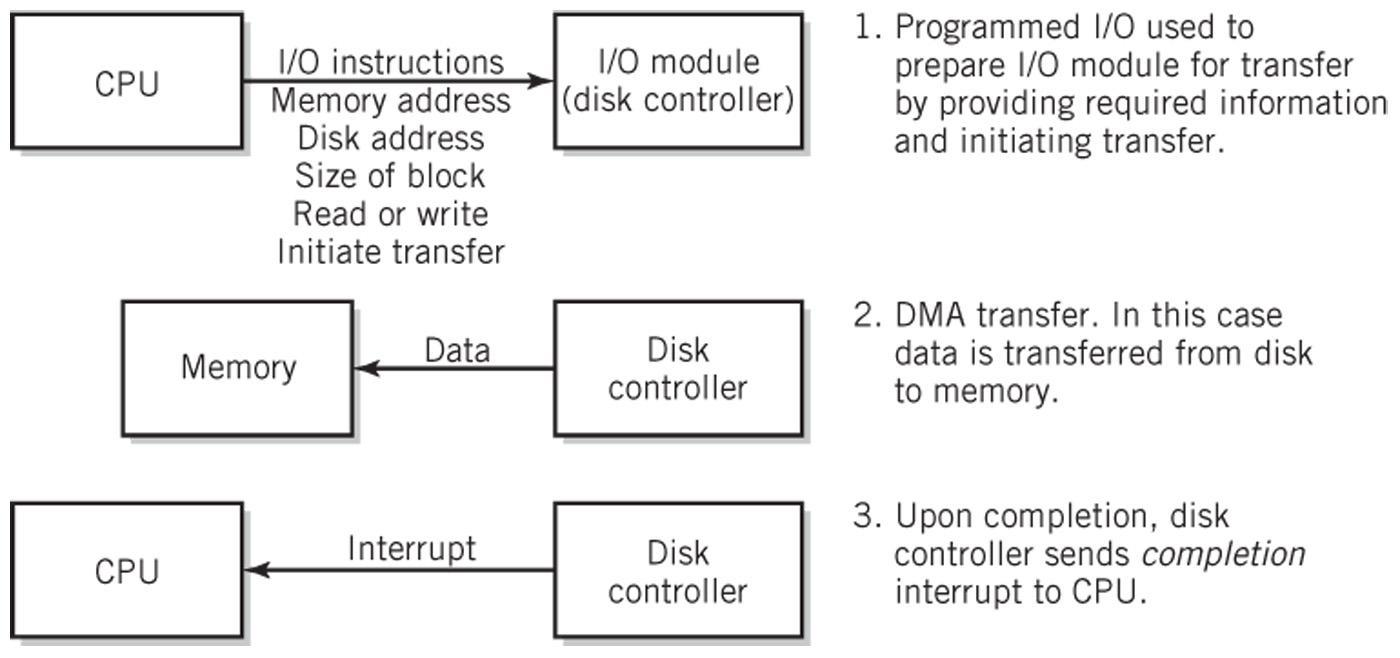 CPU
I/O instructions
Memory address
Disk address
Size of block
Read or write
Initiate transfer
I/O module
(disk controller)
1. Programmed I/O used to
prepare I/O module for transfer
by providing required information
and initiating transfer.
Memory
Data
Disk
controller
2. DMA transfer. In this case
data is transferred from disk
to memory.
CPU
Interrupt
Disk
controller
3. Upon completion, disk
controller sends completion
interrupt to CPU.